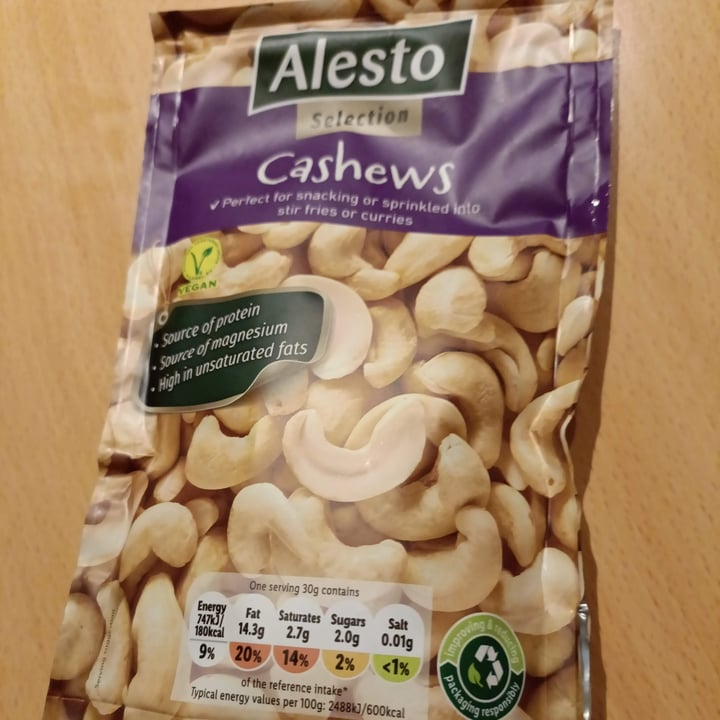 Alesto
Selection
Cashews
✓ Perfect for snacking or sprinkled into
stir fries or curries
V
VEGAN
• Source of protein
• Source of magnesium
• High in unsaturated fats
One serving 30g contains
Energy 747kJ/ 180kcal 9%
Fat 14.3g 20%
Saturates 2.7g 14%
Sugars 2.0g 2%
Salt 0.01g <1%
of the reference intake*
Typical energy values per 100g: 2488kJ/600kcal
Improving & reducing
packaging responsibly